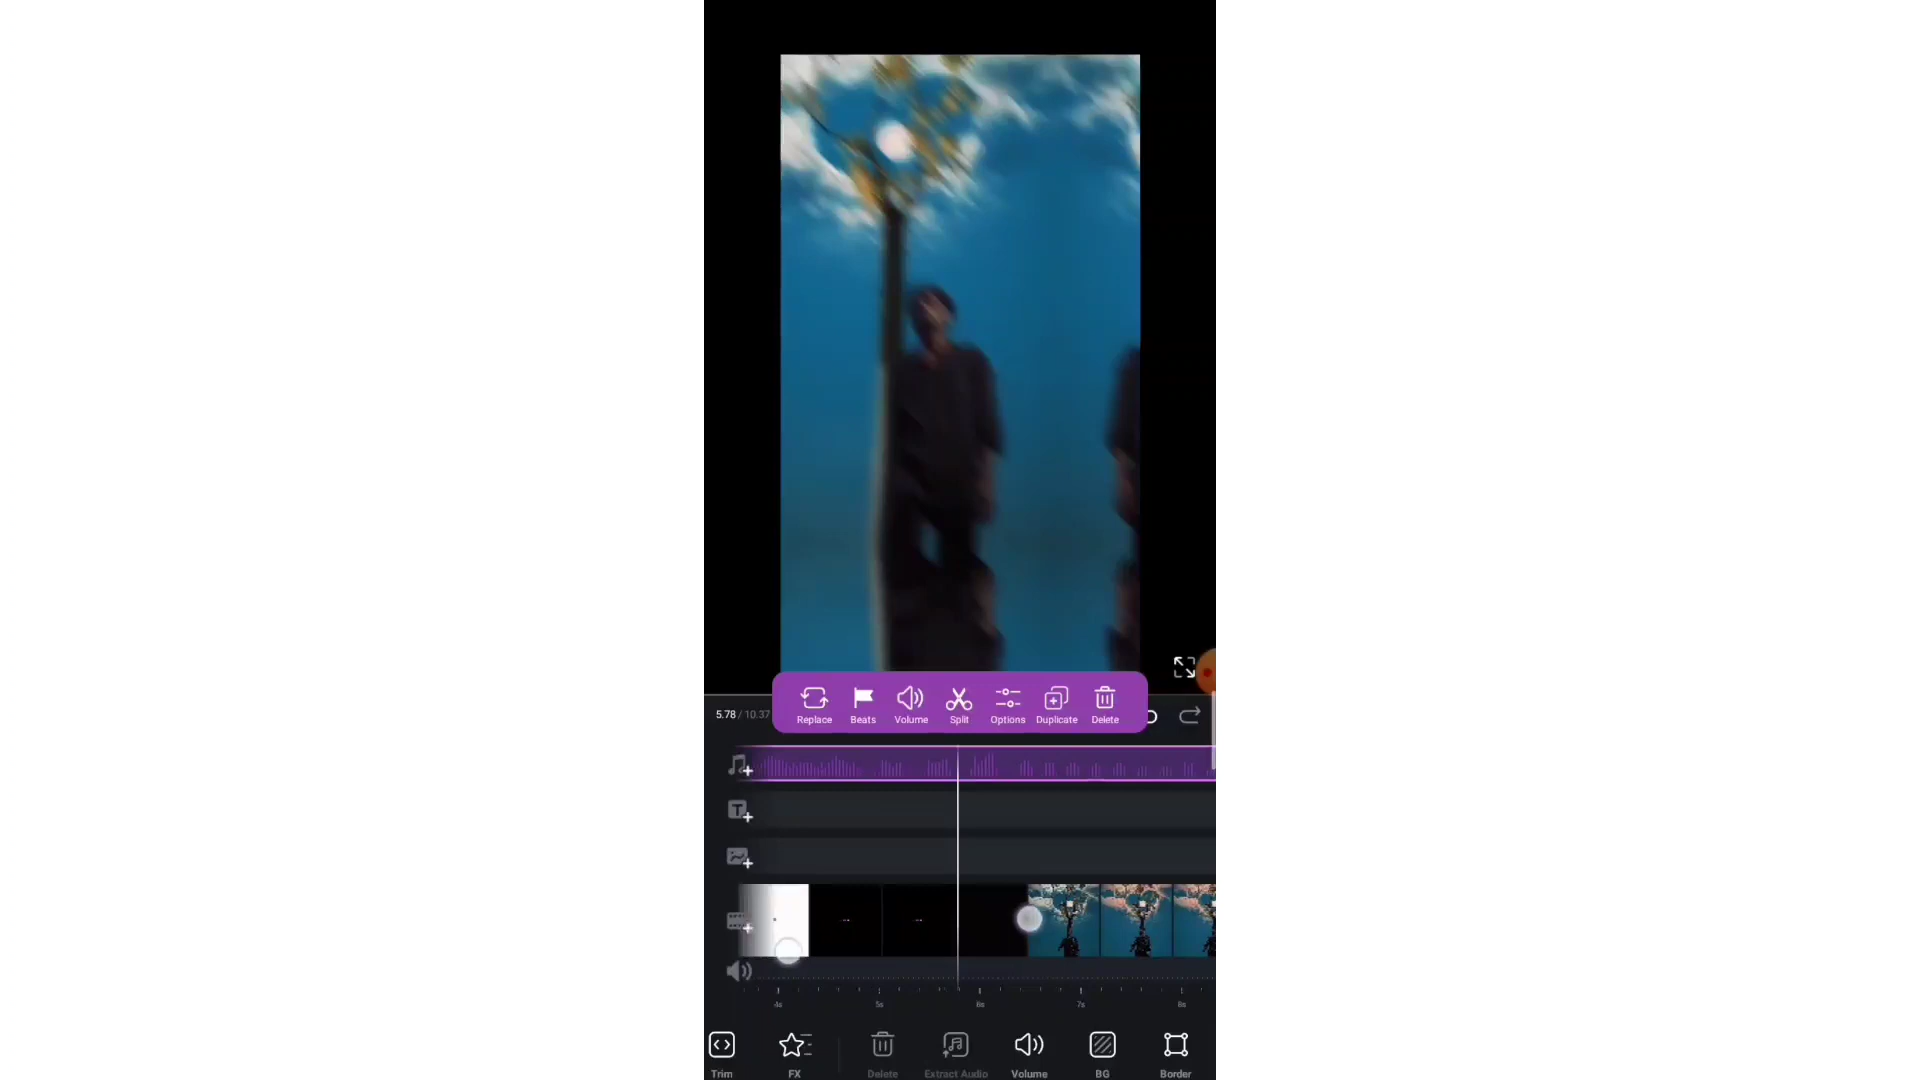 Replace Beats Volume Split Options Duplicate Delete
5.78 / 10.37
T
4s 5s 6s 7s 8s
Trim FX Delete Extract Audio Volume BG Border